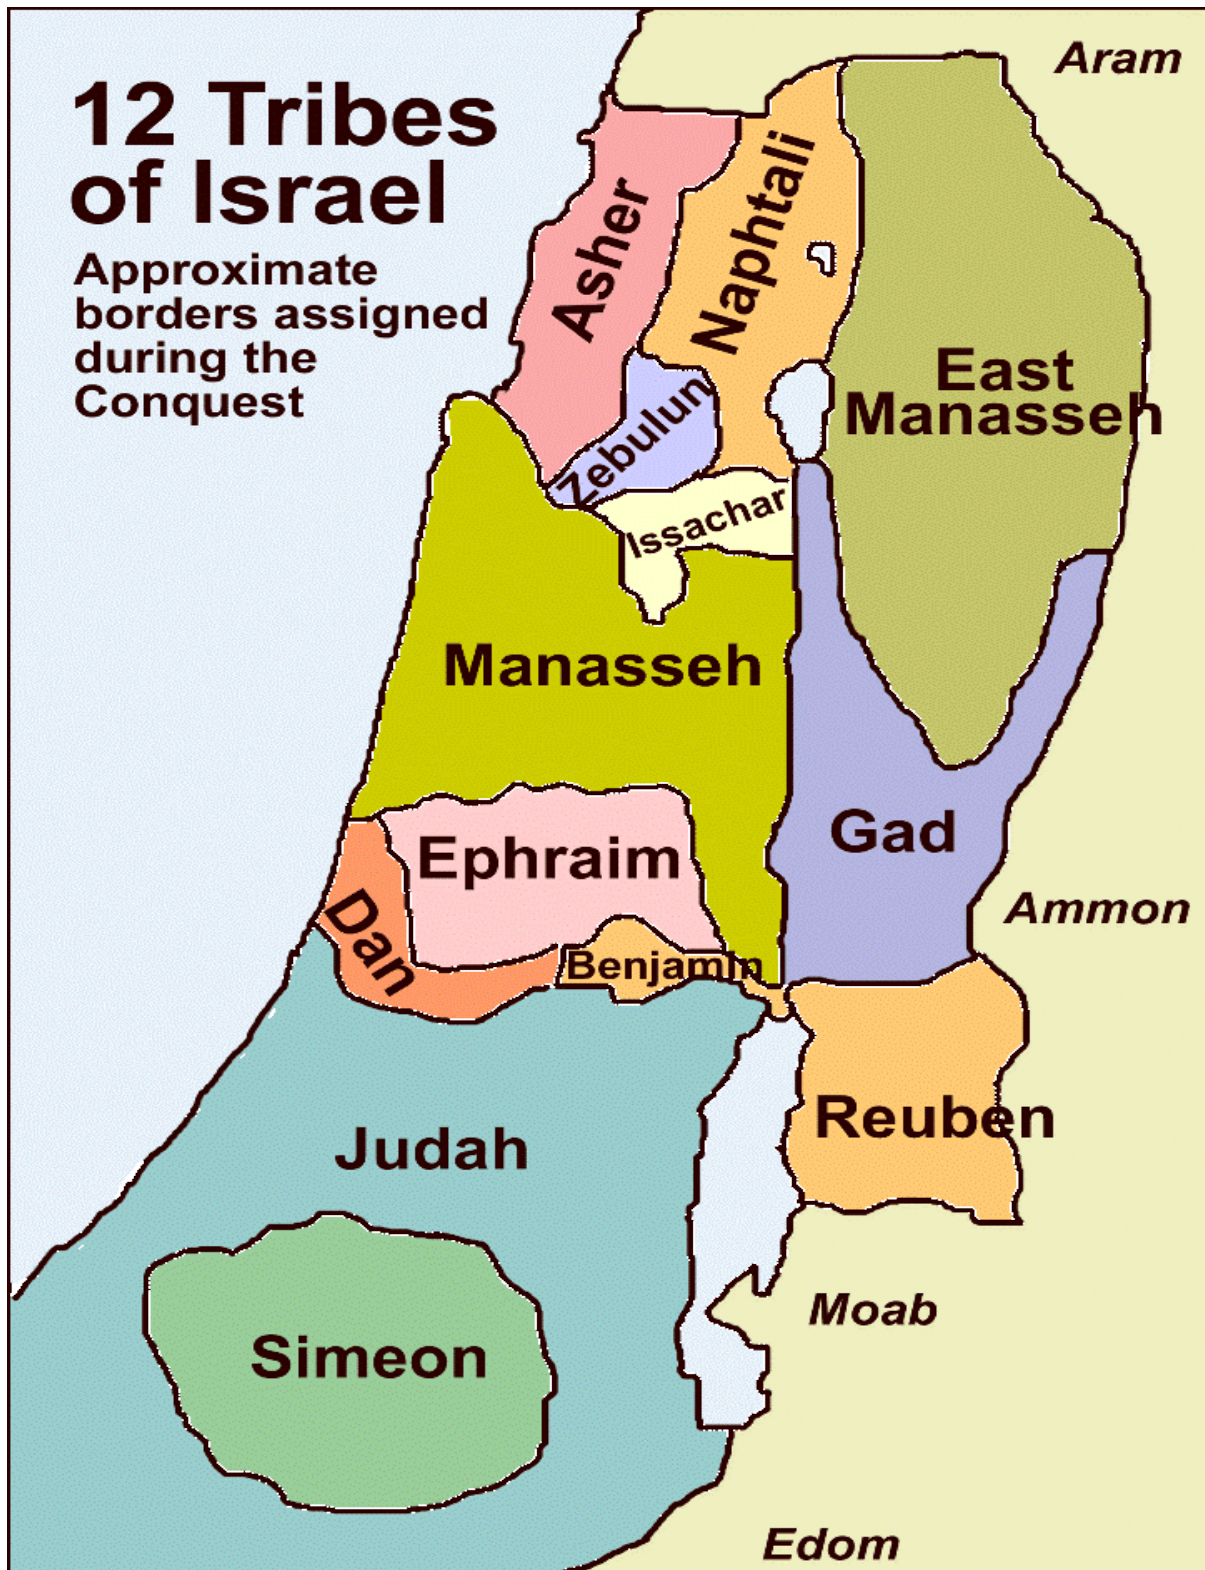 12 Tribes
of Israel
Approximate
borders assigned
during the
Conquest
Aram
Asher
Naphtali
East
Manasseh
Zebulun
Issachar
Manasseh
Gad
Ephraim
Dan
Benjamin
Ammon
Reuben
Judah
Moab
Simeon
Edom